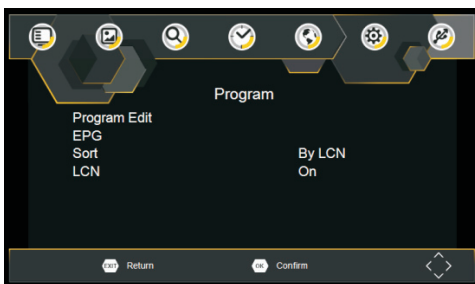 Program
Program Edit
EPG
Sort By LCN
LCN On
EXIT Return OK Confirm